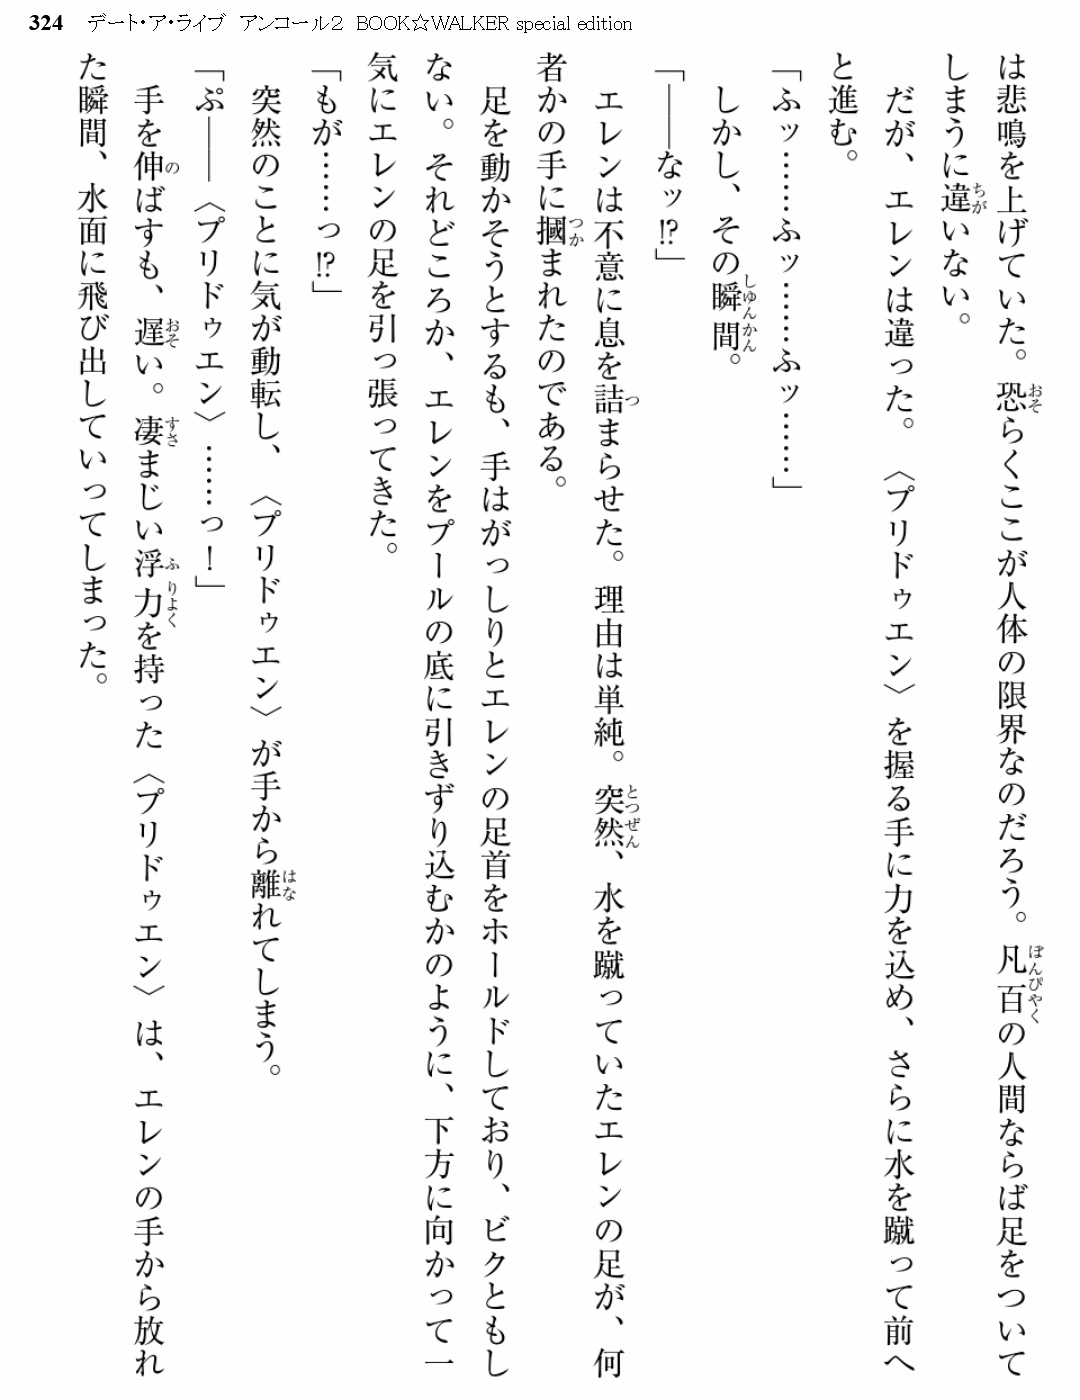 324 デート・ア・ライブ アンコール2 BOOK☆WALKER special edition
は悲鳴を上げていた。恐らくここが人体の限界なのだろう。凡百の人間ならば足をついて
しまうに違いない。
だが、エレンは違った。〈プリドゥエン〉を握る手に力を込め、さらに水を蹴って前へ
と進む。
「ふッ……ふッ……ふッ……」
しかし、その瞬間。
「――なッ!?」
エレンは不意に息を詰まらせた。理由は単純。突然、水を蹴っていたエレンの足が、何
者かの手に摑まれたのである。
足を動かそうとするも、手はがっしりとエレンの足首をホールドしており、ビクともし
ない。それどころか、エレンをプールの底に引きずり込むかのように、下方に向かって一
気にエレンの足を引っ張ってきた。
「もが……っ!?」
突然のことに気が動転し、〈プリドゥエン〉が手から離れてしまう。
「ぷ――〈プリドゥエン〉……っ!」
手を伸ばすも、遅い。凄まじい浮力を持った〈プリドゥエン〉は、エレンの手から放れ
た瞬間、水面に飛び出していってしまった。